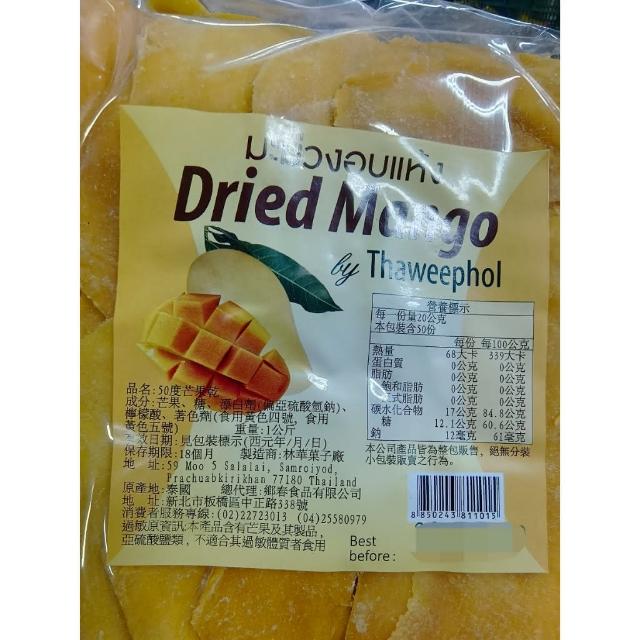 มะม่วงอบแห้ง
Dried Mango
by Thaweephol
營養標示
每一份量20公克
本包裝含50份
每份 每100公克
熱量 68大卡 339大卡
蛋白質 0公克 0公克
脂肪 0公克 0公克
飽和脂肪 0公克 0公克
式脂肪 0公克 0公克
碳水化合物 17公克 84.8公克
糖 12.1公克 60.6公克
鈉 12毫克 61毫克
本公司產品皆為整包販售，絕無分裝
小包裝販賣之行為。
品名:50度芒果乾
成分:芒果、糖、漂白劑(偏亞硫酸氫鈉)、
檸檬酸、著色劑(食用黃色四號，食用
黃色五號) 重量:1公斤
有效日期:見包裝標示(西元年/月/日)
保存期限:18個月 製造商:林華菓子廠
地 址:59 Moo 5 Salalai, Samroiyod,
Prachuabkirikhan 77180 Thailand
原產地:泰國 總代理:鄉春食品有限公司
地 址:新北市板橋區中正路338號
消費者服務專線:(02)22723013 (04)25580979
過敏原資訊:本產品含有芒果及其製品，
亞硫酸鹽類，不適合其過敏體質者食用
Best
before:
8 850243 811015